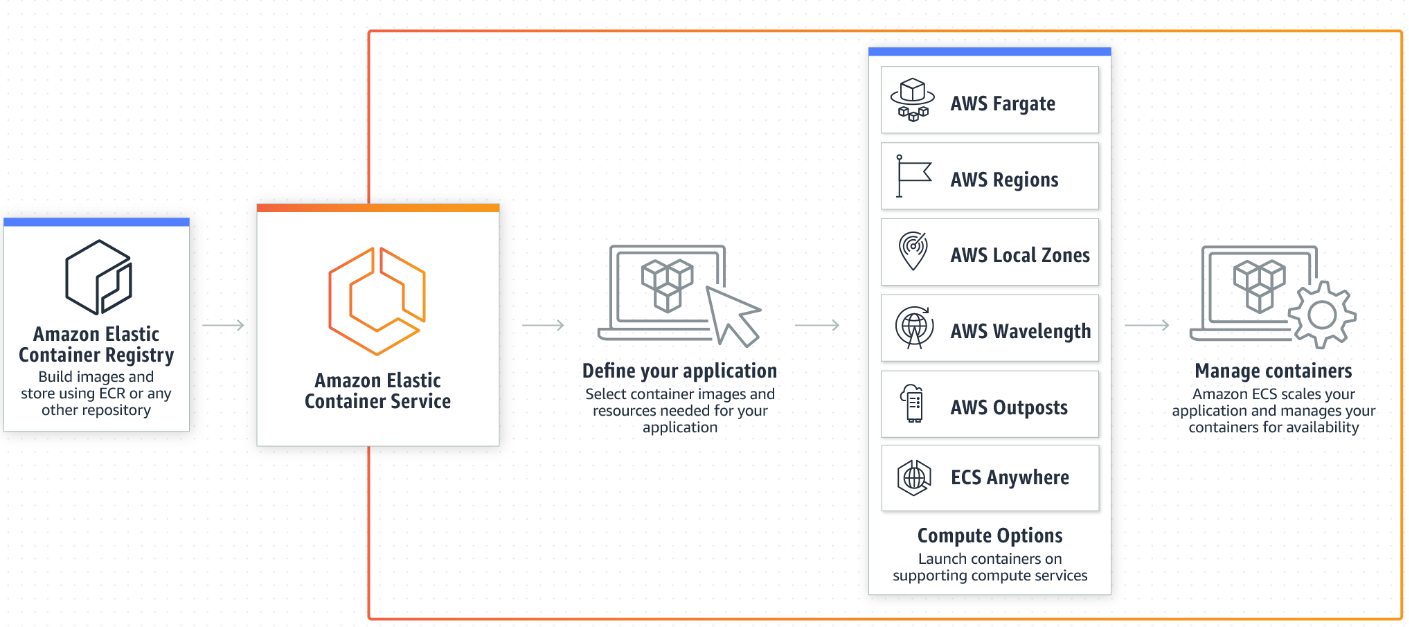 Amazon Elastic
Container Registry
Build images and
store using ECR or any
other repository
Amazon Elastic
Container Service
Define your application
Select container images and
resources needed for your
application
AWS Fargate
AWS Regions
AWS Local Zones
AWS Wavelength
AWS Outposts
ECS Anywhere
Compute Options
Launch containers on
supporting compute services
Manage containers
Amazon ECS scales your
application and manages your
containers for availability